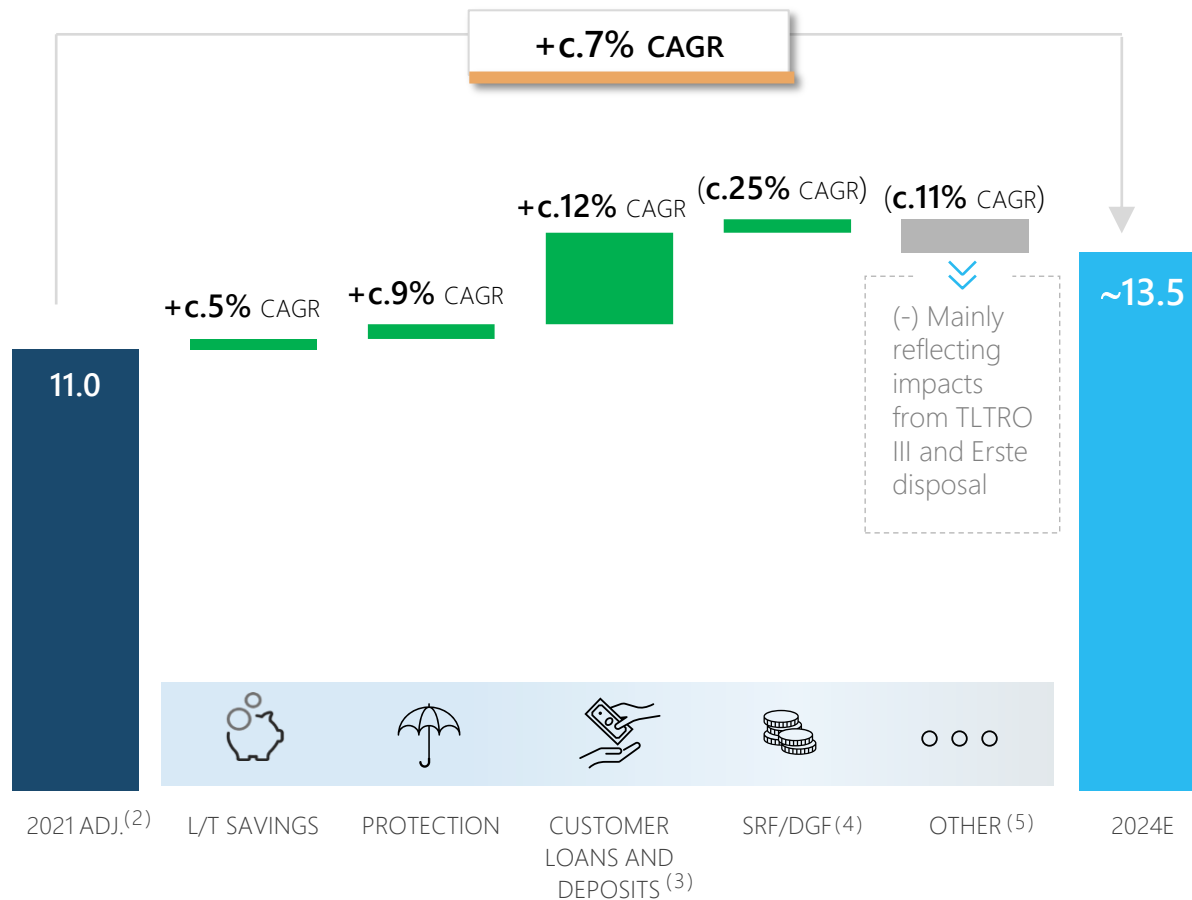 +c.7% CAGR
+c.5% CAGR
+c.9% CAGR
+c.12% CAGR
(c.25% CAGR)
(c.11% CAGR)
11.0
~13.5
(-) Mainly
reflecting
impacts
from TLTRO
III and Erste
disposal
2021 ADJ.(2)
L/T SAVINGS
PROTECTION
CUSTOMER
LOANS AND
DEPOSITS (3)
SRF/DGF(4)
OTHER (5)
2024E